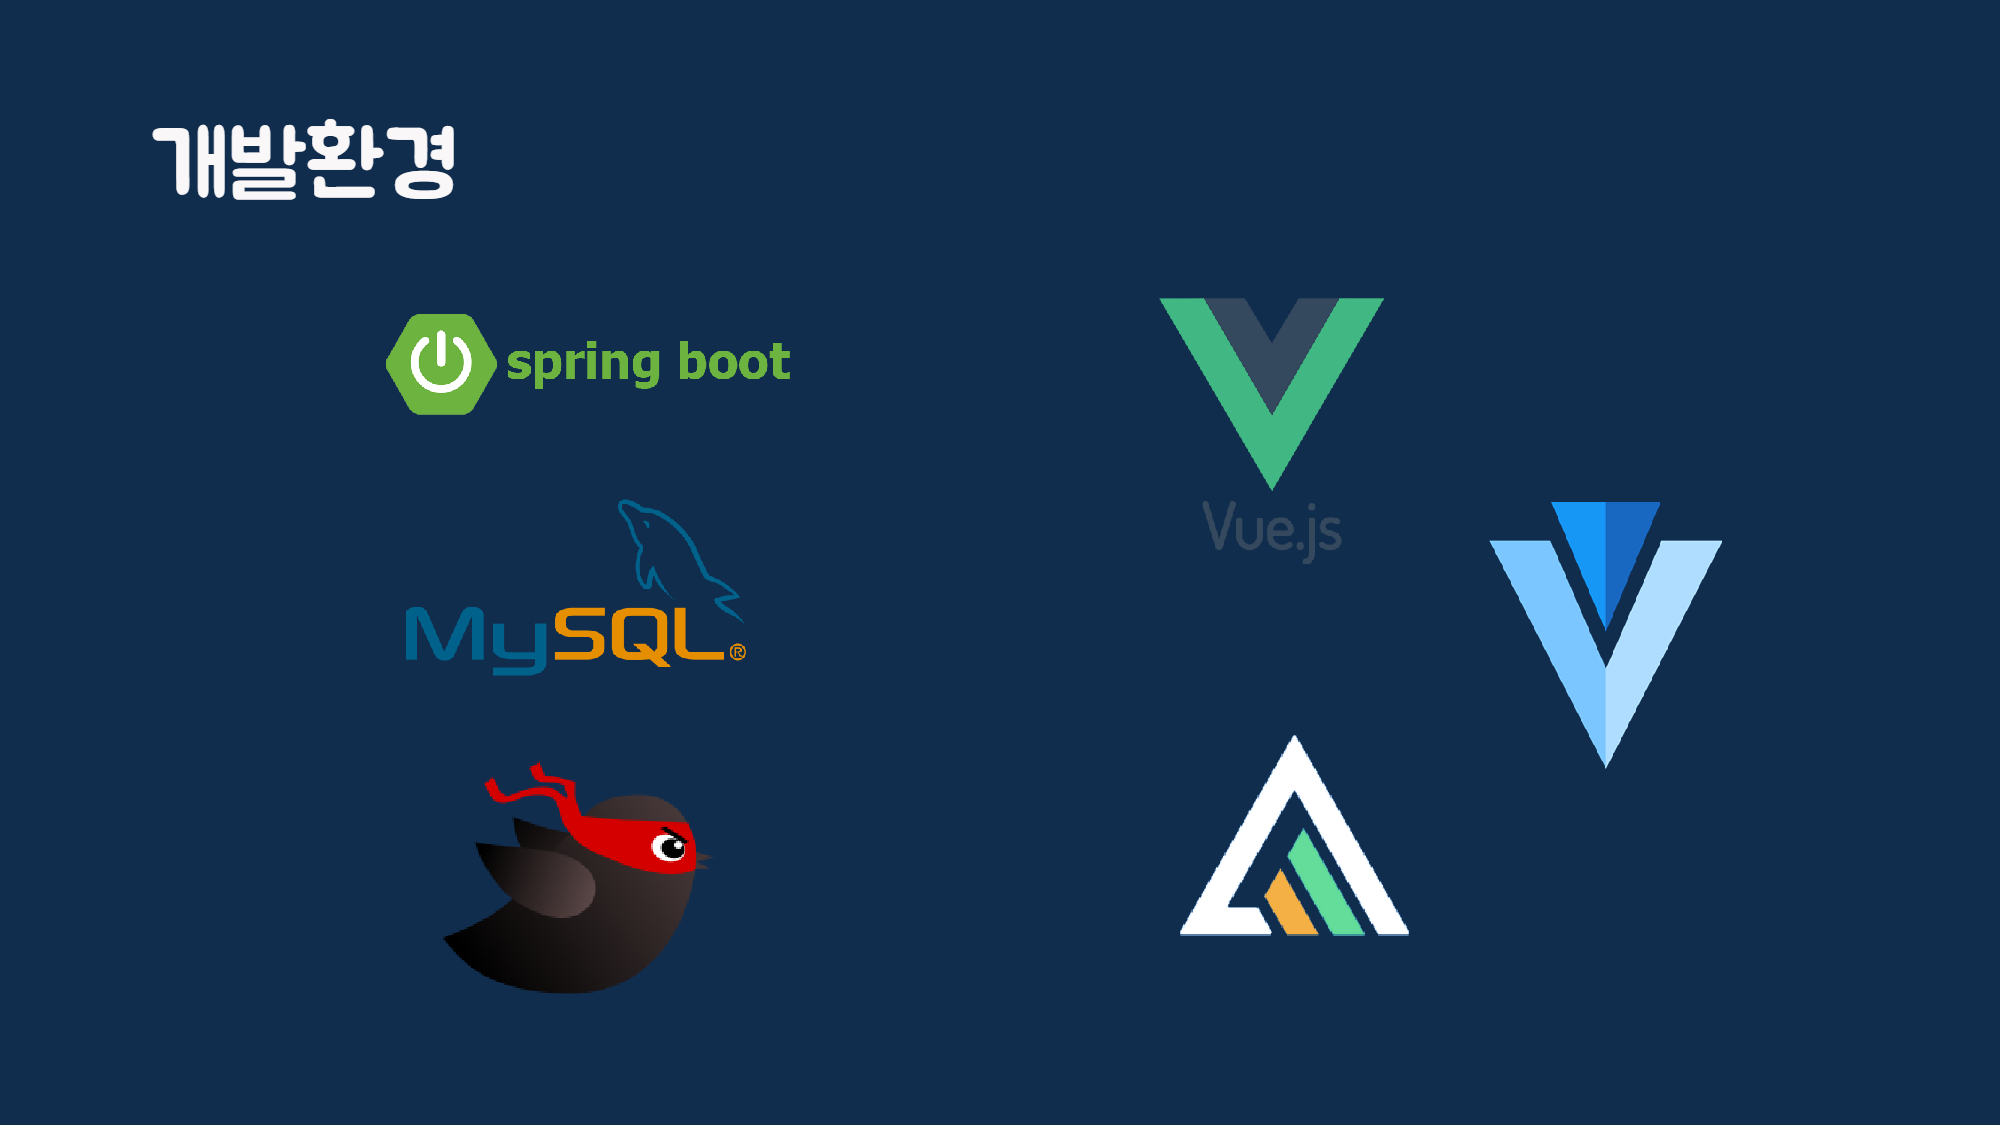 개발환경
spring boot
MySQL®
Vue.js